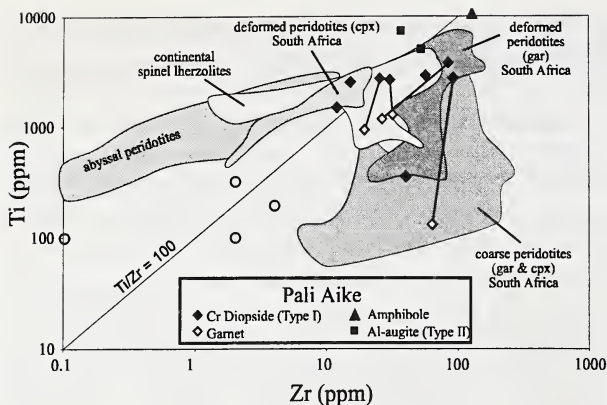 10000
1000
100
10
Ti (ppm)
continental
spinel lherzolites
deformed peridotites (cpx)
South Africa
deformed
peridotites
(gar)
South Africa
abyssal peridotites
Ti/Zr = 100
coarse peridotites
(gar & cpx)
South Africa
Pali Aike
Cr Diopside (Type I)
Amphibole
Garnet
Al-augite (Type II)
0.1
1
10
100
1000
Zr (ppm)